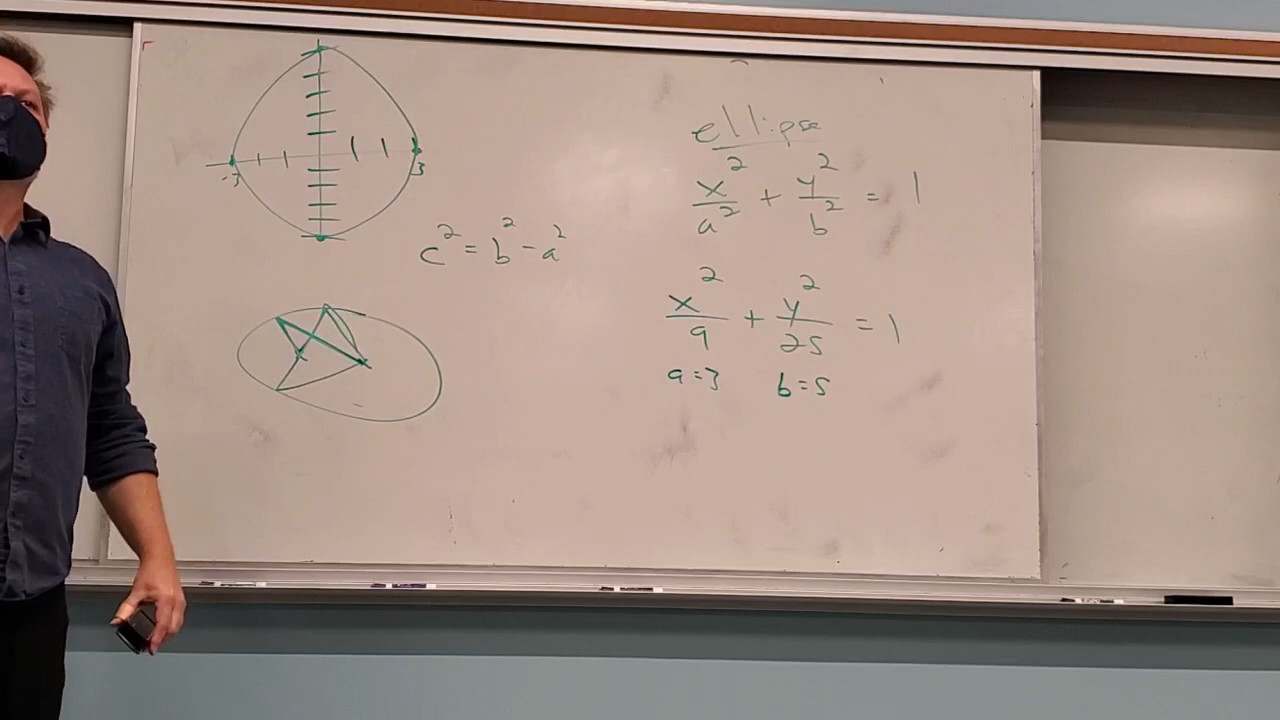 -3 3
c² = b² - a²
ellipse
x²/a² + y²/b² = 1
x²/9 + y²/25 = 1
a=3 b=5